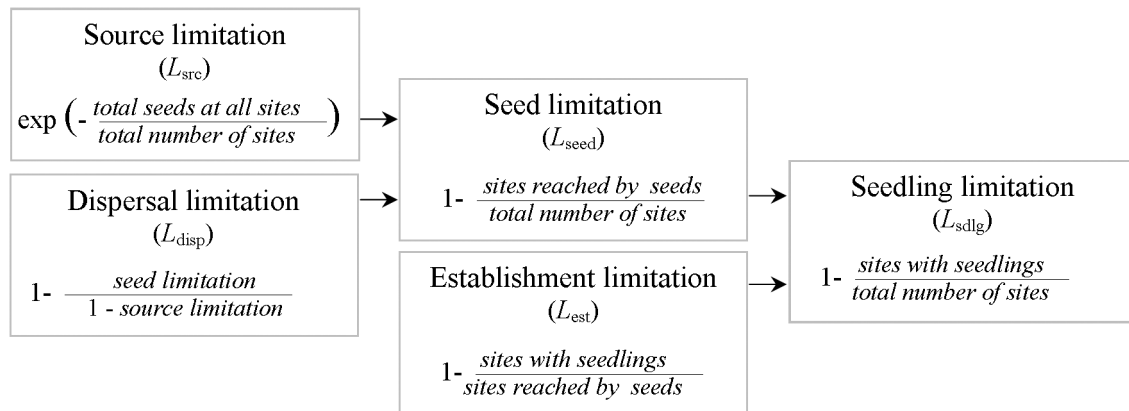 Source limitation
(Lsrc)
exp (- total seeds at all sites / total number of sites)
Dispersal limitation
(Ldisp)
1- seed limitation / 1 - source limitation
Seed limitation
(Lseed)
1- sites reached by seeds / total number of sites
Establishment limitation
(Lest)
1- sites with seedlings / sites reached by seeds
Seedling limitation
(Lsdlg)
1- sites with seedlings / total number of sites